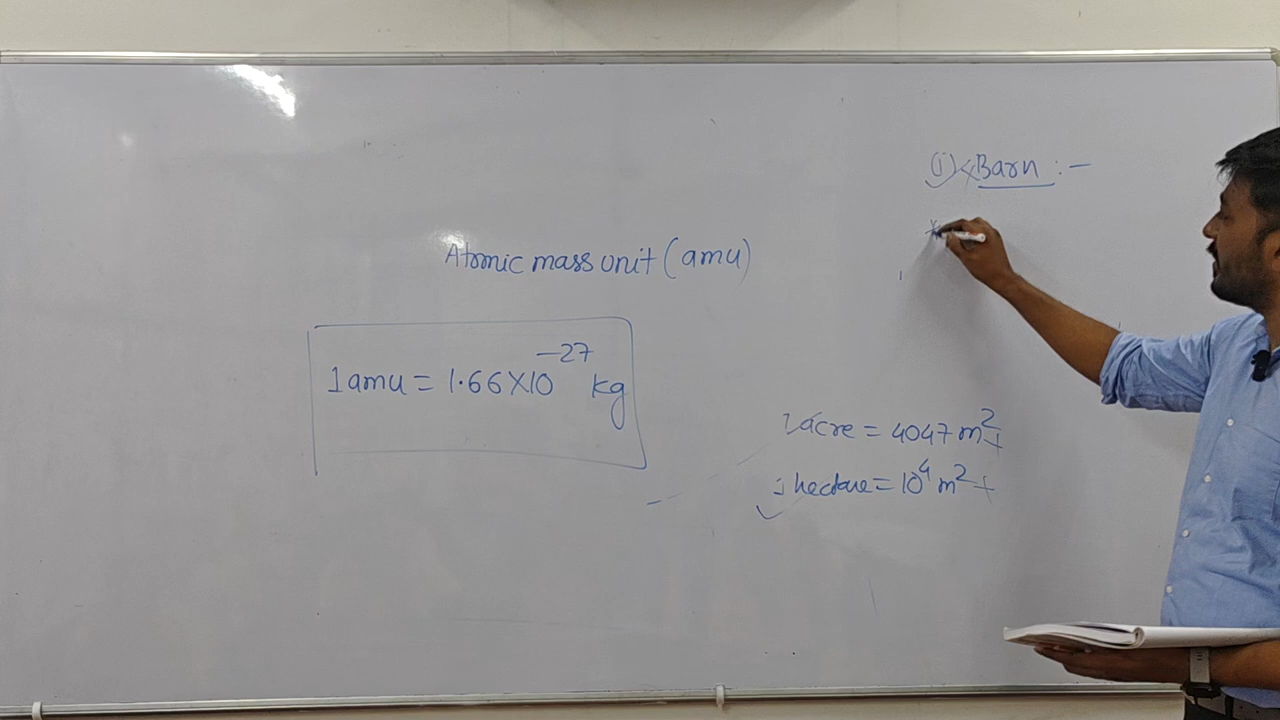 Atomic mass unit (amu)
1 amu = 1.66×10⁻²⁷ kg
(i) Barn :-
*
1 acre = 4047 m²
1 hectare = 10⁴ m²